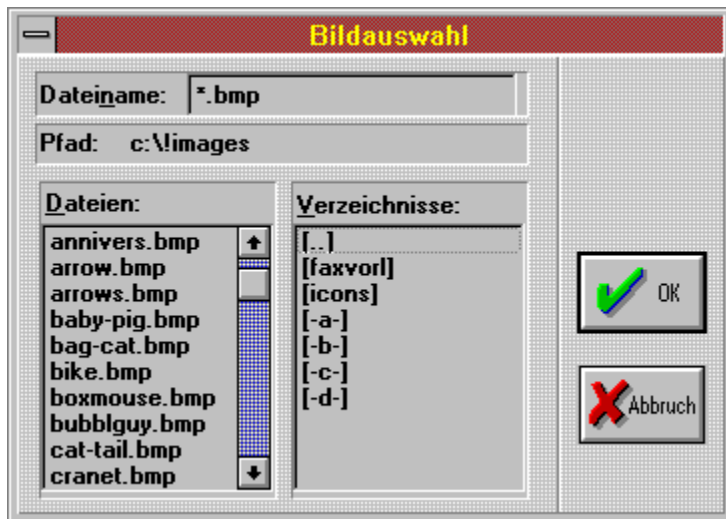 Bildauswahl
Dateiname: *.bmp
Pfad: c:\!images
Dateien:
annivers.bmp
arrow.bmp
arrows.bmp
baby-pig.bmp
bag-cat.bmp
bike.bmp
boxmouse.bmp
bubblguy.bmp
cat-tail.bmp
cranet.bmp
Verzeichnisse:
[..]
[faxvorl]
[icons]
[-a-]
[-b-]
[-c-]
[-d-]
OK
Abbruch